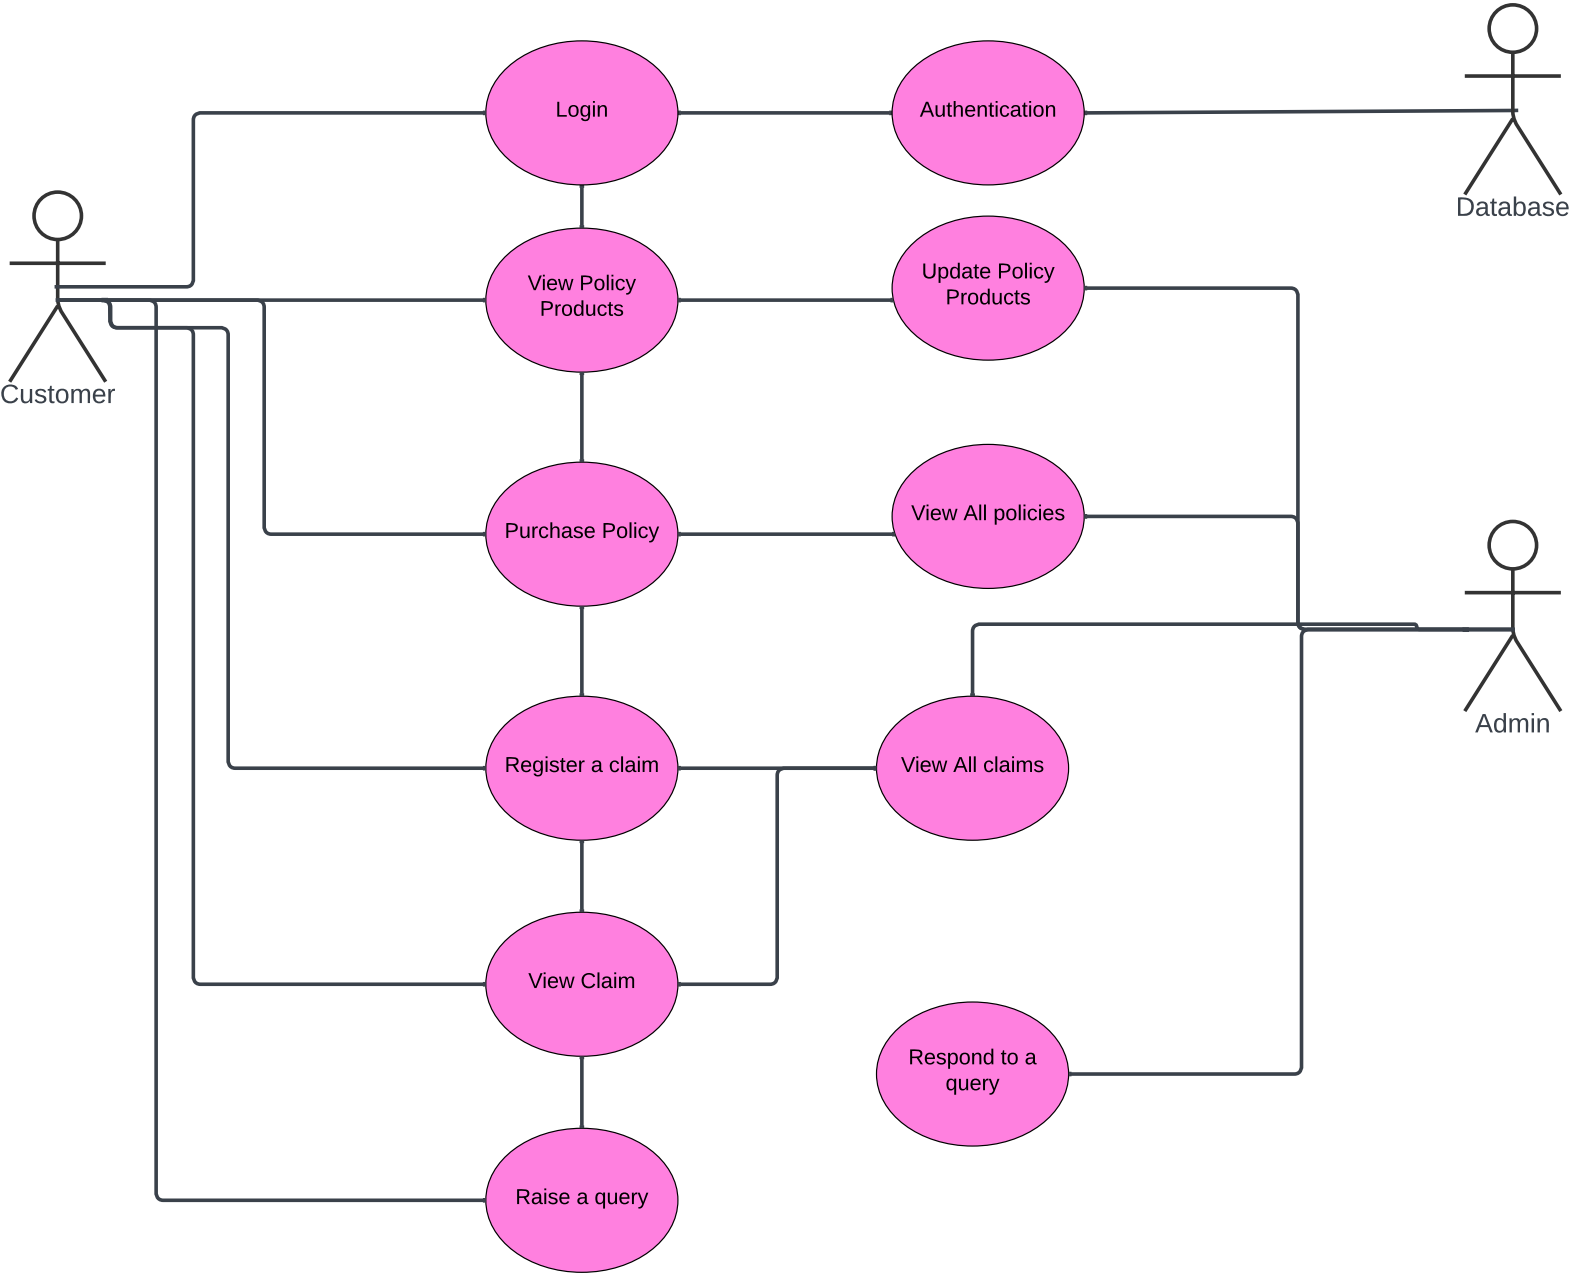 Login
Authentication
Database
View Policy
Products
Update Policy
Products
Customer
Purchase Policy
View All policies
Admin
Register a claim
View All claims
View Claim
Respond to a
query
Raise a query